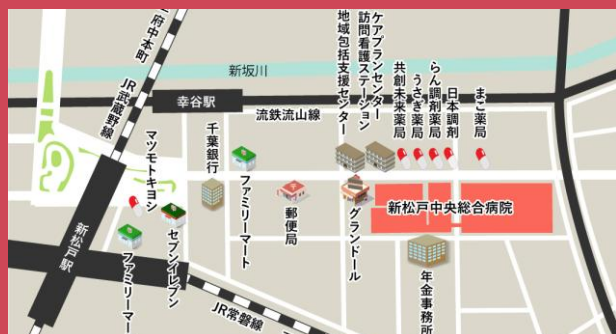 府中本町
JR武蔵野線
新坂川
幸谷駅
流鉄流山線
地域包括支援センター
訪問看護ステーション
ケアプランセンター
共創未来薬局
うさぎ薬局
らん調剤薬局
日本調剤
まこ薬局
マツモトキヨシ
千葉銀行
ファミリーマート
郵便局
グランドール
新松戸中央総合病院
新松戸駅
ファミリーマー
セブンイレブン
JR常磐線
年金事務所